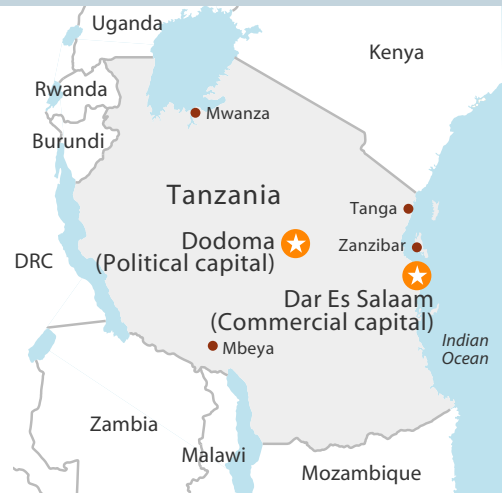 Uganda
Kenya
Rwanda
Mwanza
Burundi
Tanzania
Tanga
Dodoma
(Political capital)
Zanzibar
DRC
Dar Es Salaam
(Commercial capital)
Indian
Ocean
Mbeya
Zambia
Malawi
Mozambique